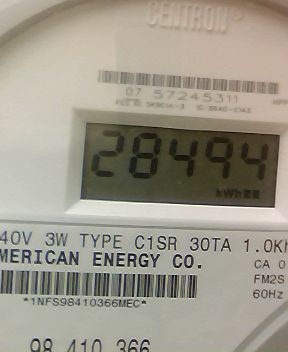 CENTRON®
07 57245311
28494
kWh
40V 3W TYPE C1SR 30TA 1.0Kh
MERICAN ENERGY CO.
CA 0
FM2S
60Hz
*1NFS98410366MEC*
98 410 366